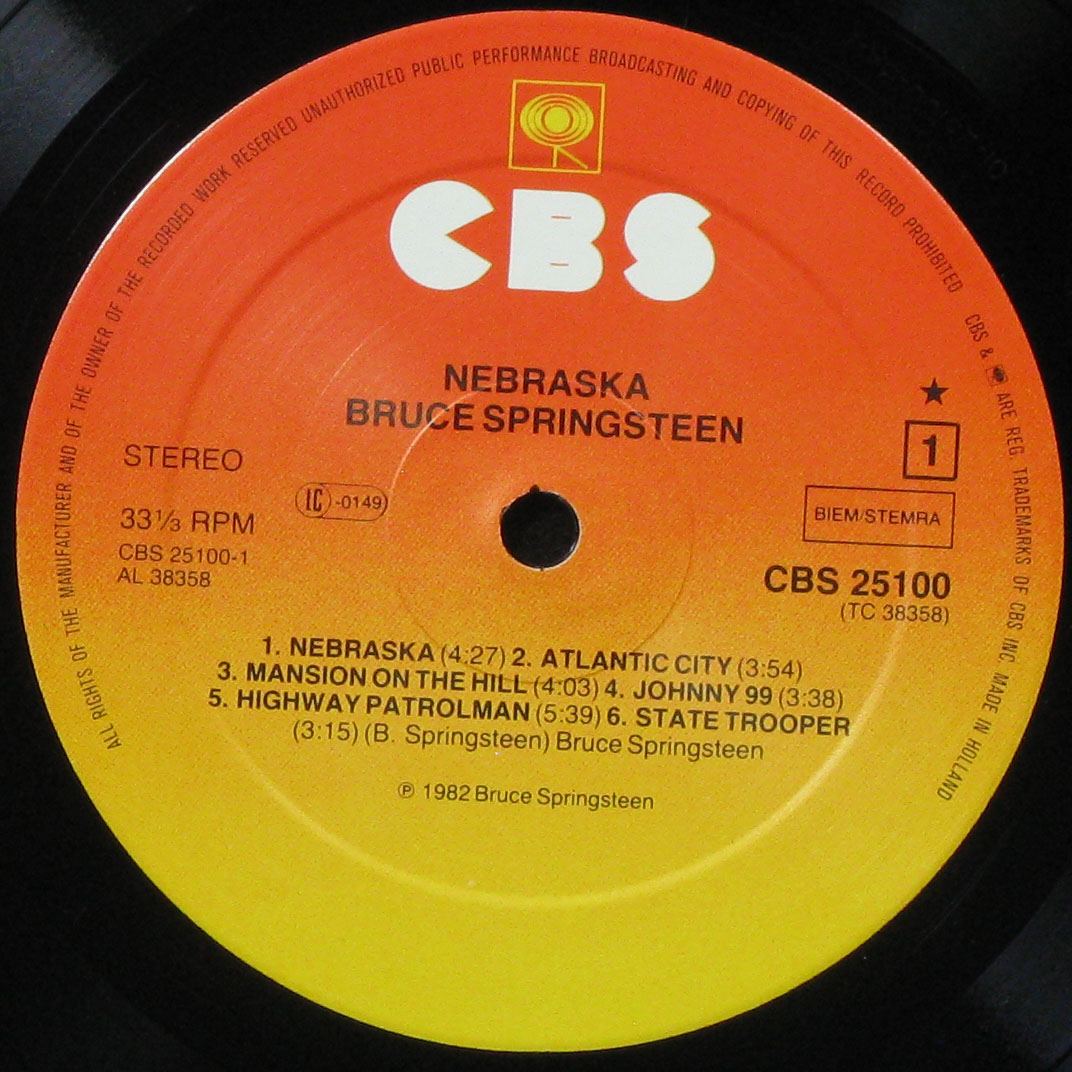 ALL RIGHTS OF THE MANUFACTURER AND OF THE OWNER OF THE RECORDED WORK RESERVED UNAUTHORIZED PUBLIC PERFORMANCE BROADCASTING AND COPYING OF THIS RECORD PROHIBITED CBS & ARE REG. TRADEMARKS OF CBS INC. MADE IN HOLLAND
CBS
NEBRASKA
BRUCE SPRINGSTEEN
★
STEREO
1
IC -0149
33⅓ RPM
BIEM/STEMRA
CBS 25100-1
AL 38358
CBS 25100
(TC 38358)
1. NEBRASKA (4:27) 2. ATLANTIC CITY (3:54)
3. MANSION ON THE HILL (4:03) 4. JOHNNY 99 (3:38)
5. HIGHWAY PATROLMAN (5:39) 6. STATE TROOPER
(3:15) (B. Springsteen) Bruce Springsteen
℗ 1982 Bruce Springsteen